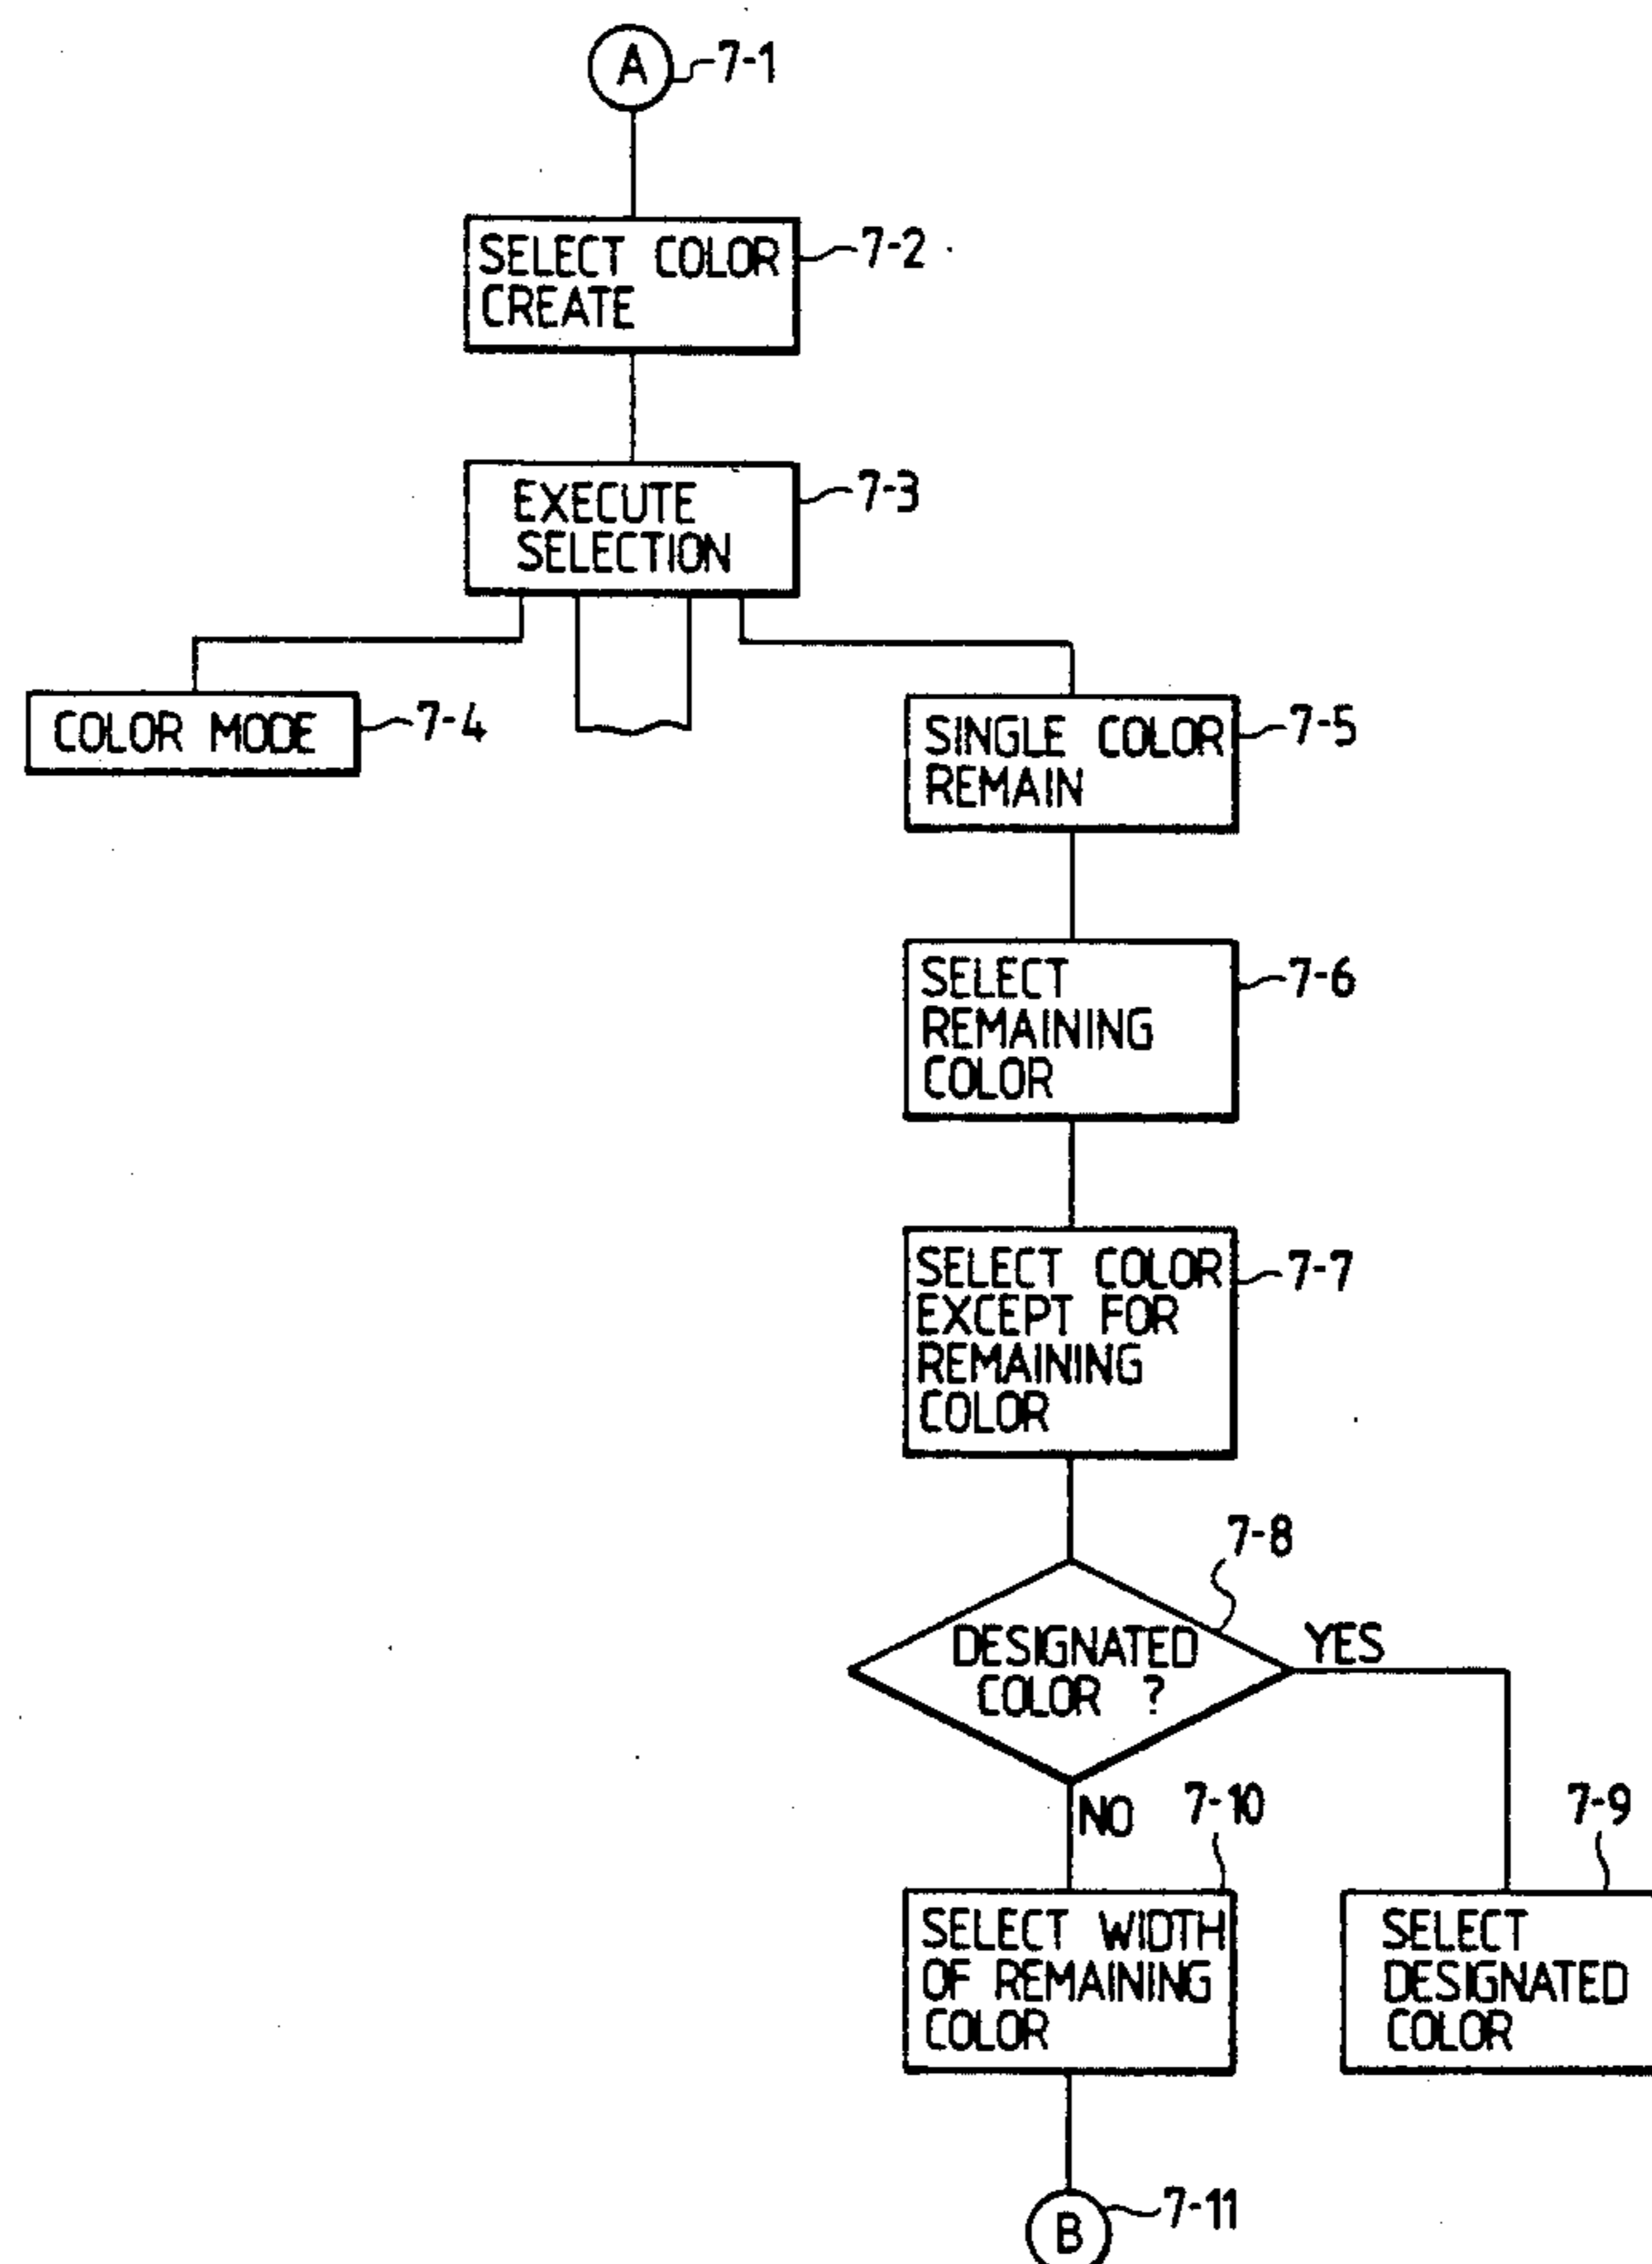 A 7-1
SELECT COLOR 7-2
CREATE
EXECUTE 7-3
SELECTION
COLOR MODE 7-4
SINGLE COLOR 7-5
REMAIN
SELECT 7-6
REMAINING
COLOR
SELECT COLOR 7-7
EXCEPT FOR
REMAINING
COLOR
7-8
DESIGNATED
COLOR ?
YES
NO
7-10
SELECT WIDTH
OF REMAINING
COLOR
7-9
SELECT
DESIGNATED
COLOR
B 7-11